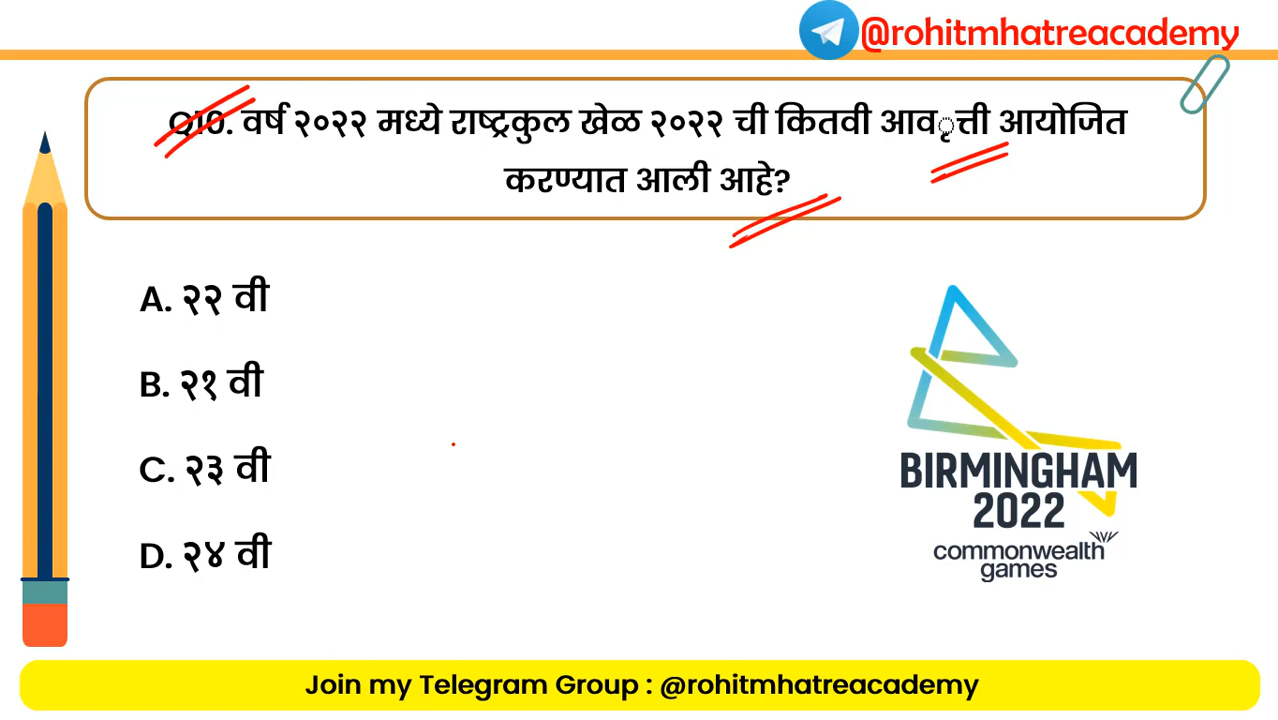 @rohitmhatreacademy
Q10. वर्ष २०२२ मध्ये राष्ट्रकुल खेळ २०२२ ची कितवी आवृत्ती आयोजित
करण्यात आली आहे?
A. २२ वी
B. २१ वी
C. २३ वी
D. २४ वी
BIRMINGHAM
2022
commonwealth
games
Join my Telegram Group : @rohitmhatreacademy